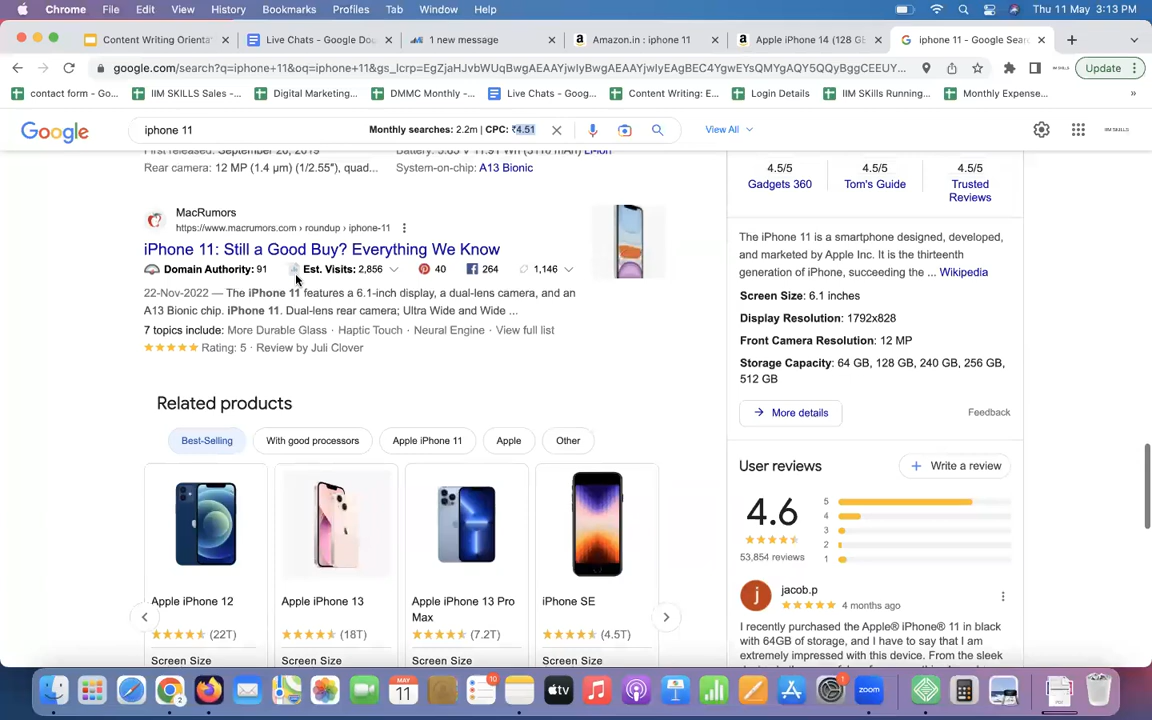 Chrome File Edit View History Bookmarks Profiles Tab Window Help Thu 11 May 3:13 PM
Content Writing Orienta
Live Chats - Google Do
1 new message
Amazon.in : iphone 11
Apple iPhone 14 (128 G
iphone 11 - Google Sear
google.com/search?q=iphone+11&oq=iphone+11&gs_lcrp=
Update
contact form - Go...
IIM SKILLS Sales -...
Digital Marketing...
DMMC Monthly -...
Live Chats - Goog...
Content Writing: E...
Login Details
IIM SKills Running...
Monthly Expense...
»
Google
iphone 11
Monthly searches: 2.2m | CPC: ₹4.51
View All
IIM SKILLS
First released: September 20, 2019
Rear camera: 12 MP (1.4 μm) (1/2.55"), quad...
System-on-chip: A13 Bionic
MacRumors
https://www.macrumors.com › roundup › iphone-11
iPhone 11: Still a Good Buy? Everything We Know
Domain Authority: 91 Est. Visits: 2,856 40 264 1,146
22-Nov-2022 — The iPhone 11 features a 6.1-inch display, a dual-lens camera, and an
A13 Bionic chip. iPhone 11. Dual-lens rear camera; Ultra Wide and Wide ...
7 topics include: More Durable Glass · Haptic Touch · Neural Engine · View full list
Rating: 5 · Review by Juli Clover
Related products
Best-Selling
With good processors
Apple iPhone 11
Apple
Other
Apple iPhone 12
(22T)
Screen Size
Apple iPhone 13
(18T)
Screen Size
Apple iPhone 13 Pro
Max
(7.2T)
Screen Size
iPhone SE
(4.5T)
Screen Size
4.5/5
Gadgets 360
4.5/5
Tom's Guide
4.5/5
Trusted
Reviews
The iPhone 11 is a smartphone designed, developed,
and marketed by Apple Inc. It is the thirteenth
generation of iPhone, succeeding the ... Wikipedia
Screen Size: 6.1 inches
Display Resolution: 1792x828
Front Camera Resolution: 12 MP
Storage Capacity: 64 GB, 128 GB, 240 GB, 256 GB,
512 GB
More details
Feedback
User reviews
Write a review
4.6
53,854 reviews
5
4
3
2
1
j
jacob.p
4 months ago
I recently purchased the Apple® iPhone® 11 in black
with 64GB of storage, and I have to say that I am
extremely impressed with this device. From the sleek
MAY
11
10
tv
zoom
2
1
PDF